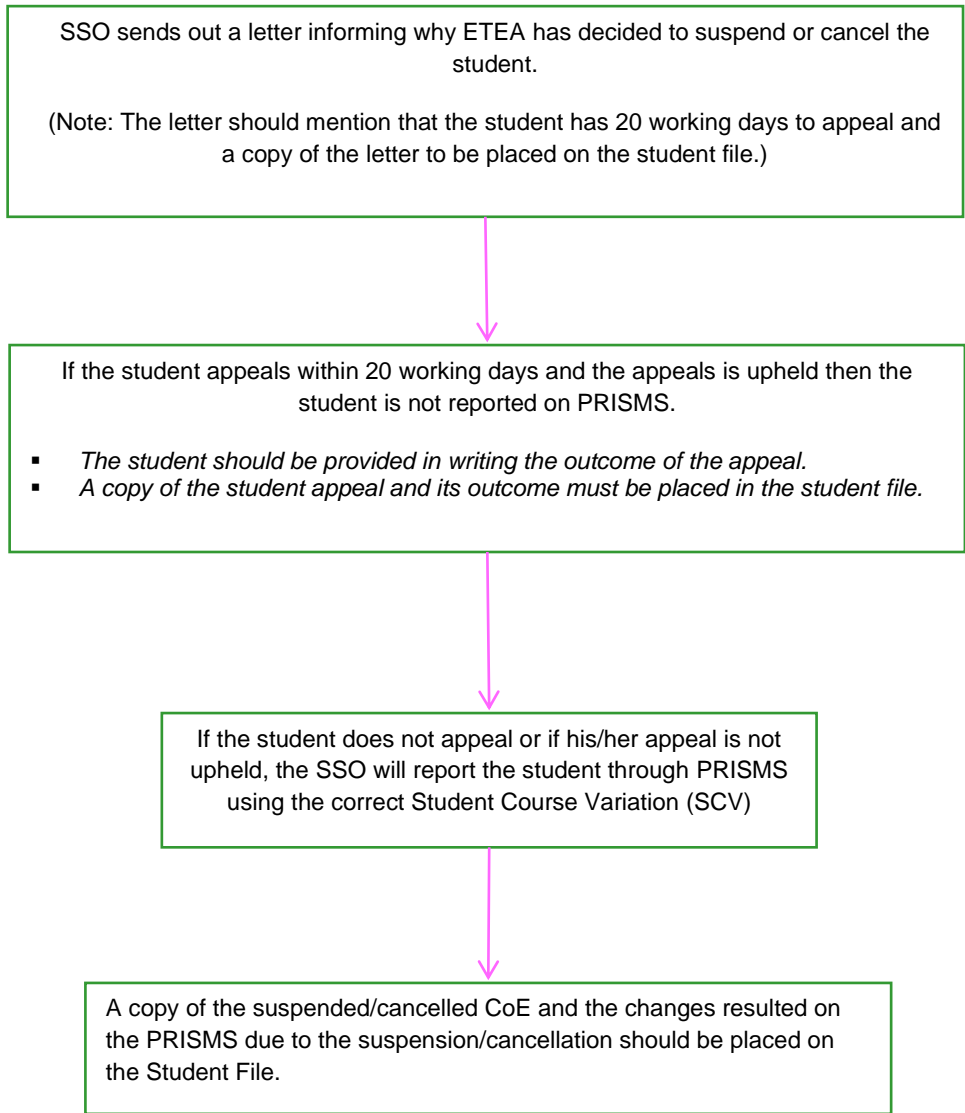 SSO sends out a letter informing why ETEA has decided to suspend or cancel the
student.
(Note: The letter should mention that the student has 20 working days to appeal and
a copy of the letter to be placed on the student file.)
If the student appeals within 20 working days and the appeals is upheld then the
student is not reported on PRISMS.
▪ The student should be provided in writing the outcome of the appeal.
▪ A copy of the student appeal and its outcome must be placed in the student file.
If the student does not appeal or if his/her appeal is not
upheld, the SSO will report the student through PRISMS
using the correct Student Course Variation (SCV)
A copy of the suspended/cancelled CoE and the changes resulted on
the PRISMS due to the suspension/cancellation should be placed on
the Student File.